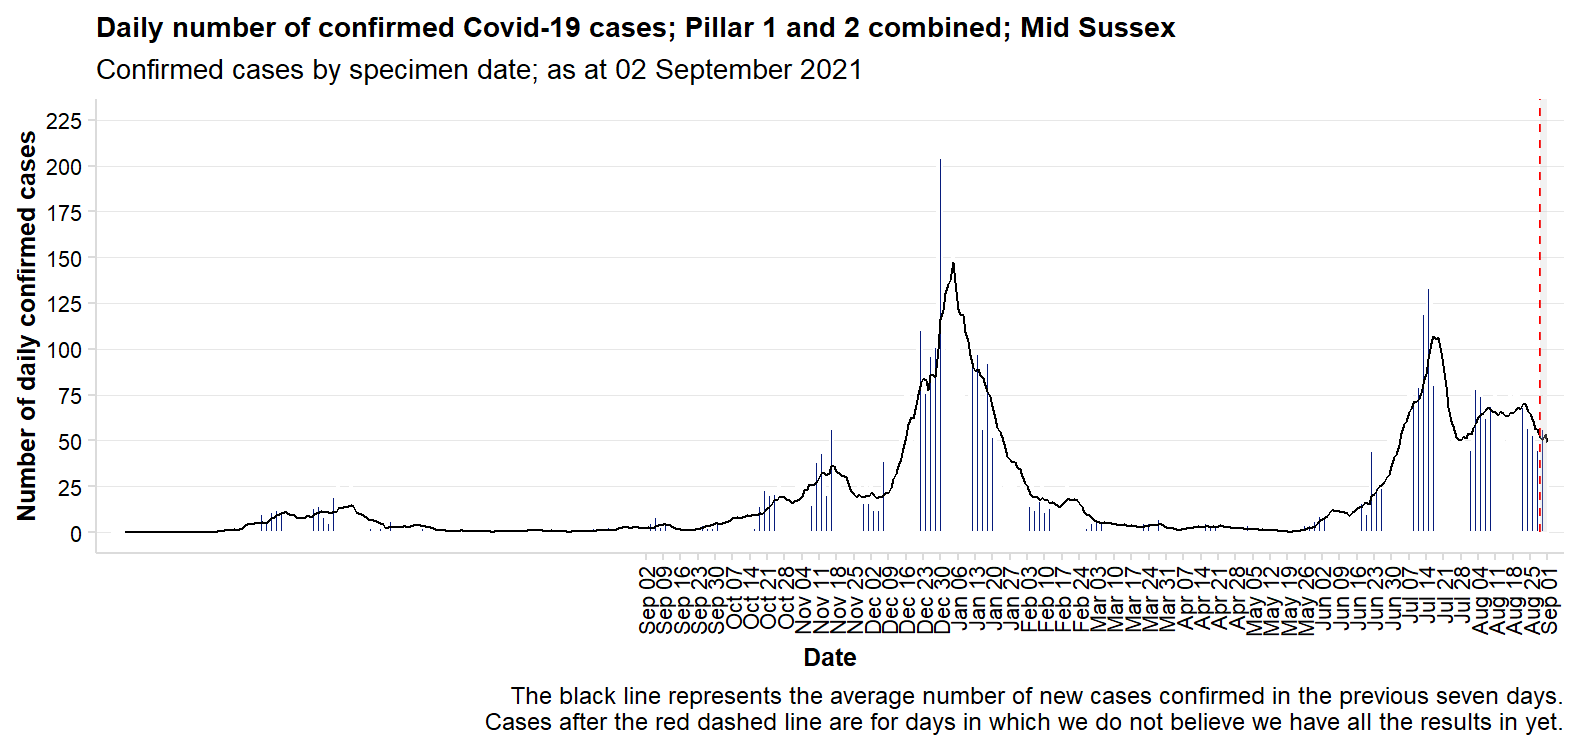 Daily number of confirmed Covid-19 cases; Pillar 1 and 2 combined; Mid Sussex
Confirmed cases by specimen date; as at 02 September 2021
Number of daily confirmed cases
225
200
175
150
125
100
75
50
25
0
Sep 02
Sep 09
Sep 16
Sep 23
Sep 30
Oct 07
Oct 14
Oct 21
Oct 28
Nov 04
Nov 11
Nov 18
Nov 25
Dec 02
Dec 09
Dec 16
Dec 23
Dec 30
Jan 06
Jan 13
Jan 20
Jan 27
Feb 03
Feb 10
Feb 17
Feb 24
Mar 03
Mar 10
Mar 17
Mar 24
Mar 31
Apr 07
Apr 14
Apr 21
Apr 28
May 05
May 12
May 19
May 26
Jun 02
Jun 09
Jun 16
Jun 23
Jun 30
Jul 07
Jul 14
Jul 21
Jul 28
Aug 04
Aug 11
Aug 18
Aug 25
Sep 01
Date
The black line represents the average number of new cases confirmed in the previous seven days.
Cases after the red dashed line are for days in which we do not believe we have all the results in yet.